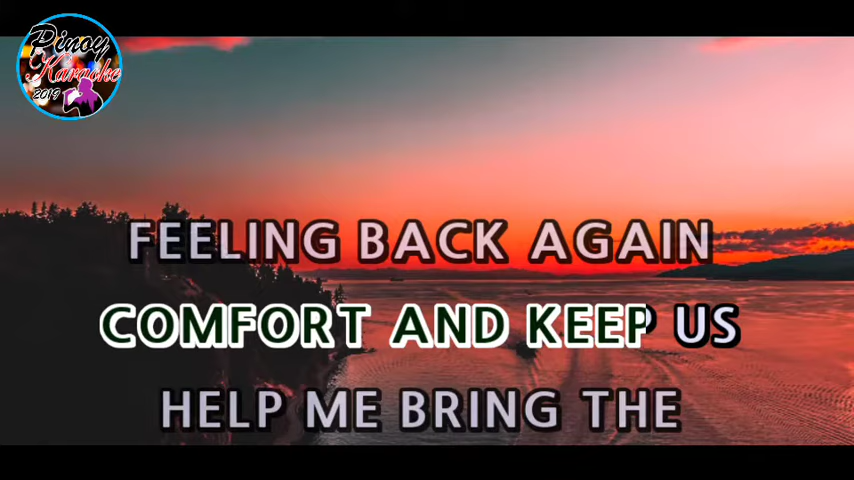 Pinoy
Karaoke
2019
FEELING BACK AGAIN
COMFORT AND KEEP US
HELP ME BRING THE